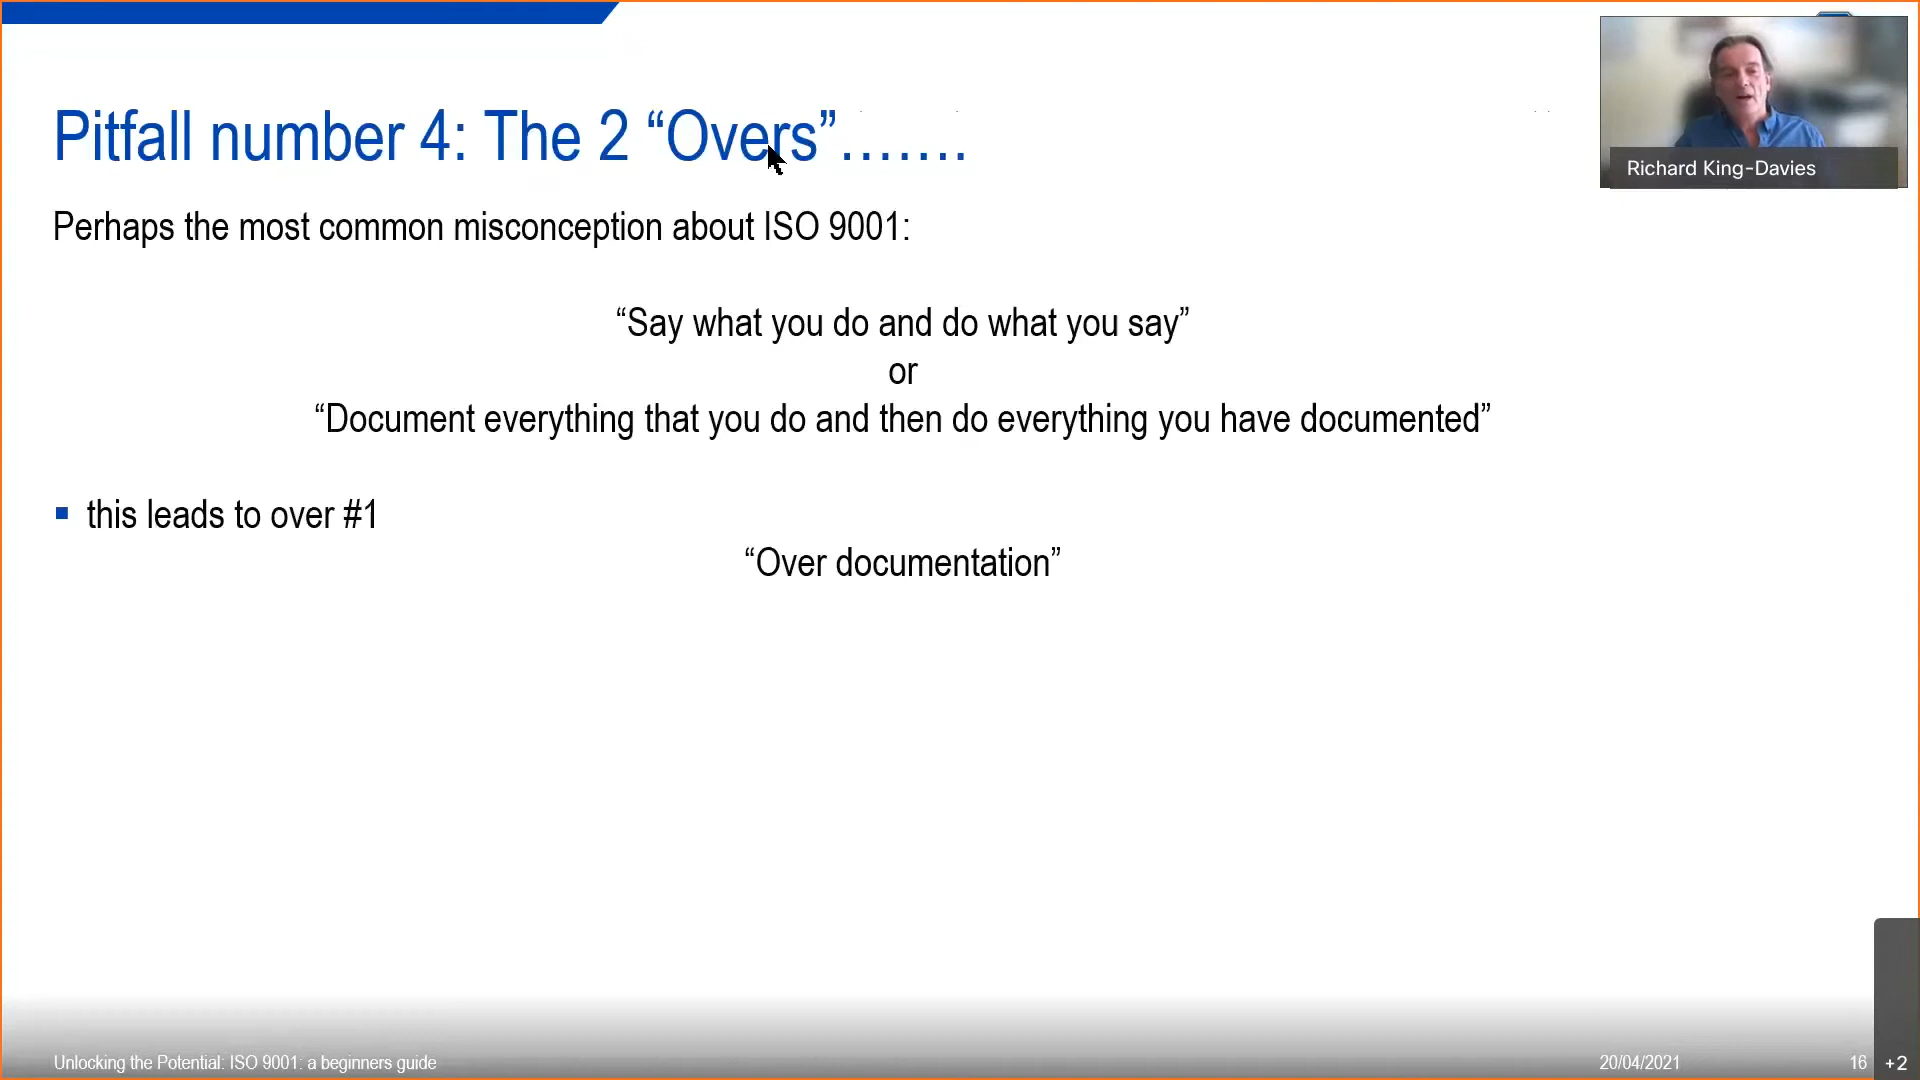 Pitfall number 4: The 2 “Overs”…….
Richard King-Davies
Perhaps the most common misconception about ISO 9001:
“Say what you do and do what you say”
or
“Document everything that you do and then do everything you have documented”
▪ this leads to over #1
“Over documentation”
Unlocking the Potential: ISO 9001: a beginners guide
20/04/2021
16
+2